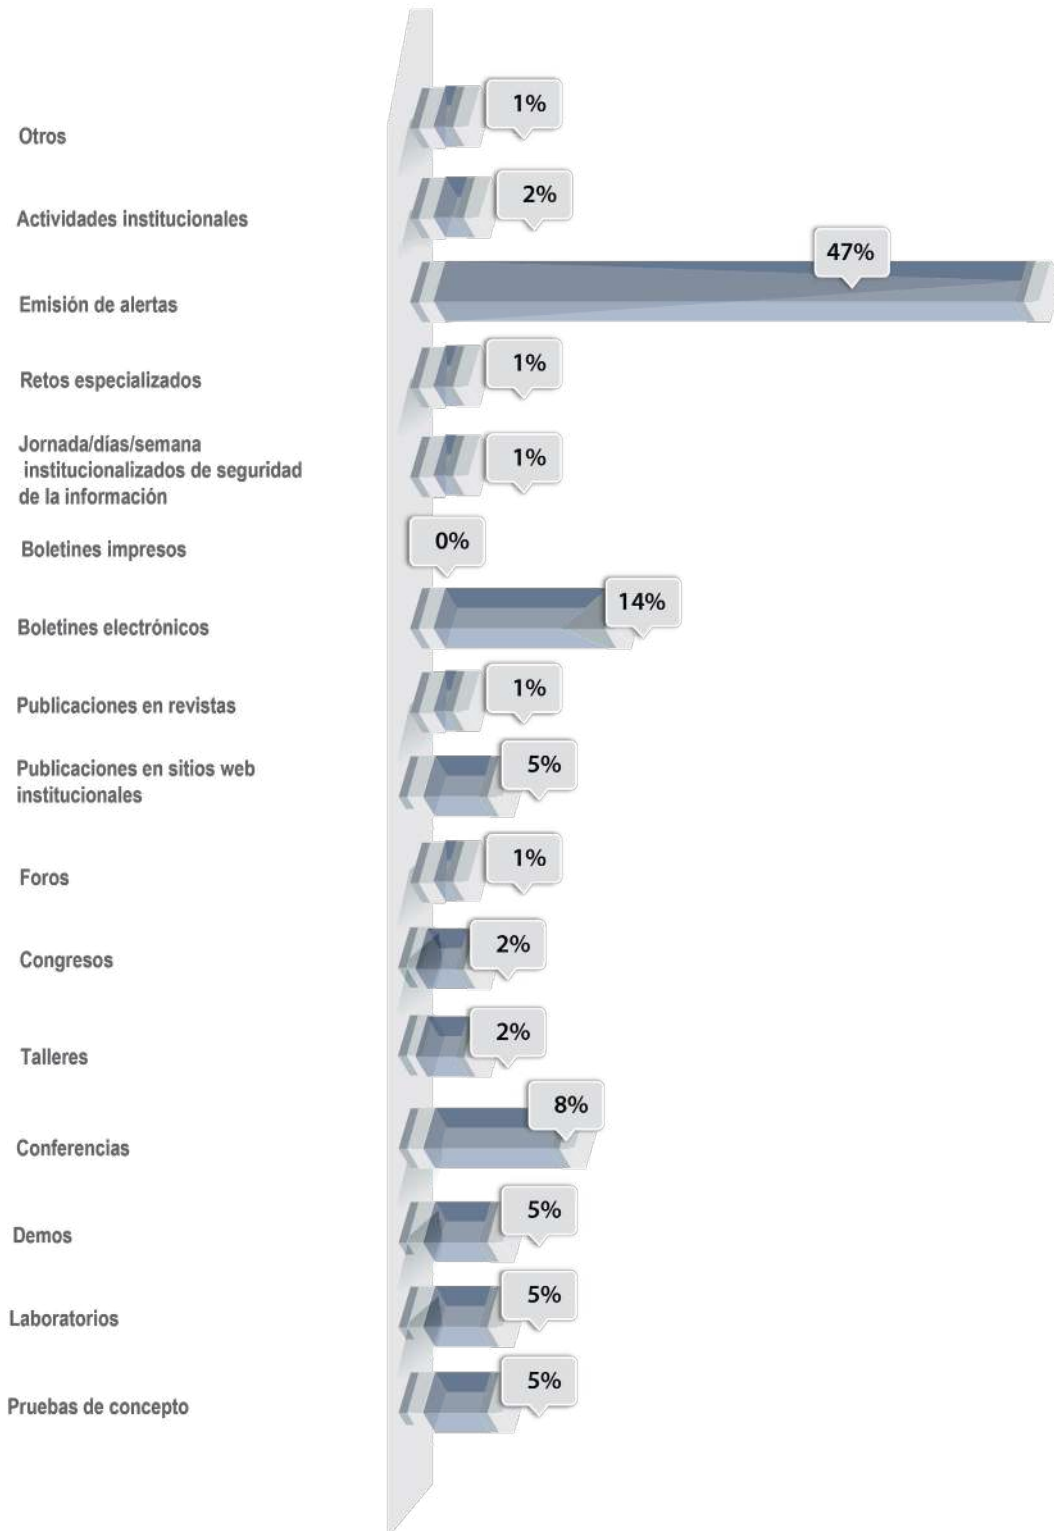 Otros
1%
Actividades institucionales
2%
Emisión de alertas
47%
Retos especializados
1%
Jornada/días/semana
institucionalizados de seguridad
de la información
1%
Boletines impresos
0%
Boletines electrónicos
14%
Publicaciones en revistas
1%
Publicaciones en sitios web
institucionales
5%
Foros
1%
Congresos
2%
Talleres
2%
Conferencias
8%
Demos
5%
Laboratorios
5%
Pruebas de concepto
5%